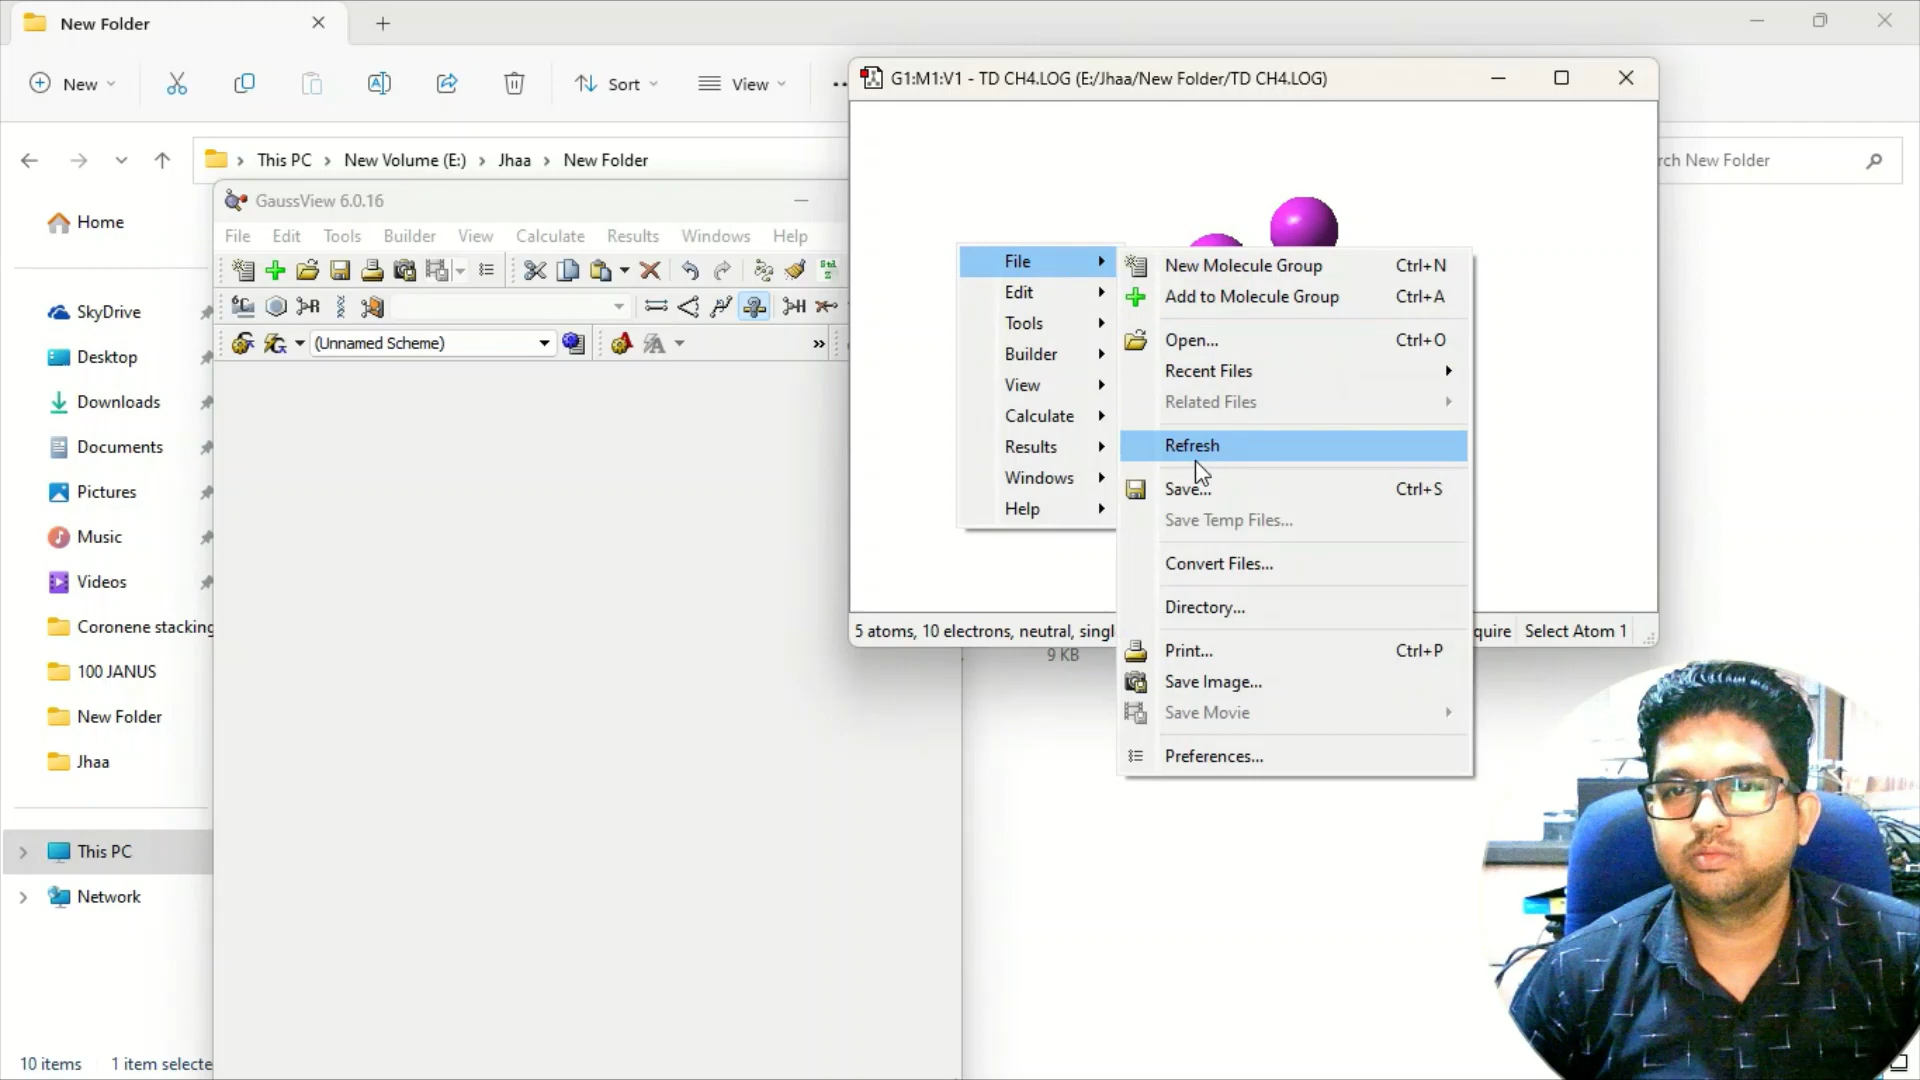 New Folder
New
Sort
View
This PC > New Volume (E:) > Jhaa > New Folder
rch New Folder
Home
SkyDrive
Desktop
Downloads
Documents
Pictures
Music
Videos
Coronene stacking
100 JANUS
New Folder
Jhaa
This PC
Network
10 items 1 item selecte
GaussView 6.0.16
File Edit Tools Builder View Calculate Results Windows Help
(Unnamed Scheme)
G1:M1:V1 - TD CH4.LOG (E:/Jhaa/New Folder/TD CH4.LOG)
File
Edit
Tools
Builder
View
Calculate
Results
Windows
Help
New Molecule Group Ctrl+N
Add to Molecule Group Ctrl+A
Open... Ctrl+O
Recent Files
Related Files
Refresh
Save... Ctrl+S
Save Temp Files...
Convert Files...
Directory...
Print... Ctrl+P
Save Image...
Save Movie
Preferences...
5 atoms, 10 electrons, neutral, singl
quire Select Atom 1
9 KB